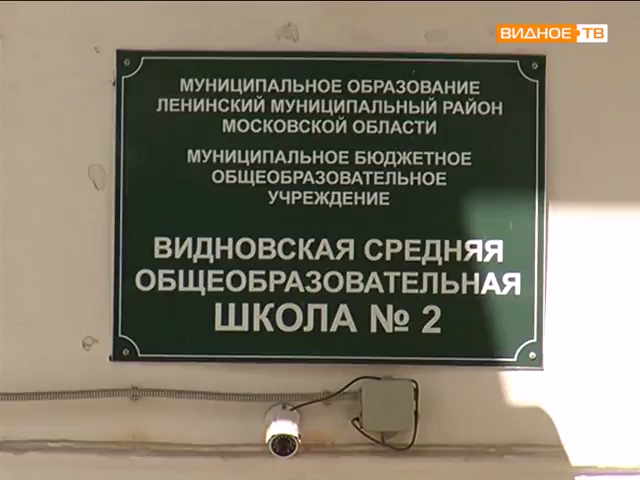 ВИДНОЕ ТВ
МУНИЦИПАЛЬНОЕ ОБРАЗОВАНИЕ
ЛЕНИНСКИЙ МУНИЦИПАЛЬНЫЙ РАЙОН
МОСКОВСКОЙ ОБЛАСТИ
МУНИЦИПАЛЬНОЕ БЮДЖЕТНОЕ
ОБЩЕОБРАЗОВАТЕЛЬНОЕ
УЧРЕЖДЕНИЕ
ВИДНОВСКАЯ СРЕДНЯЯ
ОБЩЕОБРАЗОВАТЕЛЬНАЯ
ШКОЛА № 2